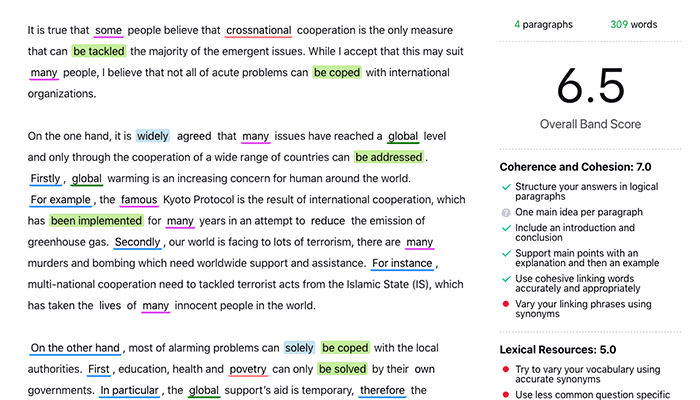 It is true that some people believe that crossnational cooperation is the only measure
that can be tackled the majority of the emergent issues. While I accept that this may suit
many people, I believe that not all of acute problems can be coped with international
organizations.
On the one hand, it is widely agreed that many issues have reached a global level
and only through the cooperation of a wide range of countries can be addressed.
Firstly, global warming is an increasing concern for human around the world.
For example, the famous Kyoto Protocol is the result of international cooperation, which
has been implemented for many years in an attempt to reduce the emission of
greenhouse gas. Secondly, our world is facing to lots of terrorism, there are many
murders and bombing which need worldwide support and assistance. For instance,
multi-national cooperation need to tackled terrorist acts from the Islamic State (IS), which
has taken the lives of many innocent people in the world.
On the other hand, most of alarming problems can solely be coped with the local
authorities. First, education, health and povetry can only be solved by their own
governments. In particular, the global support's aid is temporary, therefore the
4 paragraphs 309 words
6.5
Overall Band Score
Coherence and Cohesion: 7.0
Structure your answers in logical
paragraphs
? One main idea per paragraph
Include an introduction and
conclusion
Support main points with an
explanation and then an example
Use cohesive linking words
accurately and appropriately
Vary your linking phrases using
synonyms
Lexical Resources: 5.0
Try to vary your vocabulary using
accurate synonyms
Use less common question specific